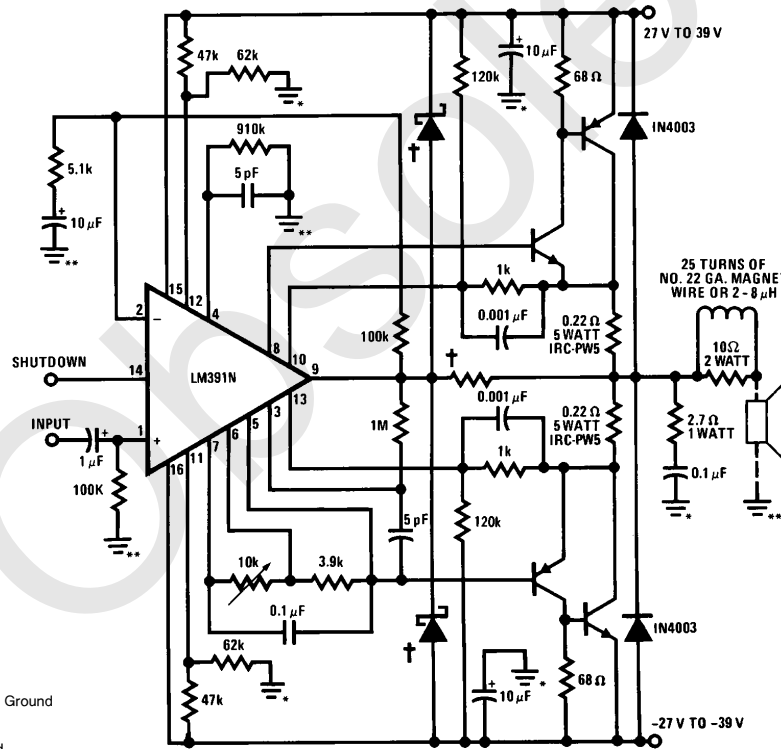 27 V TO 39 V
47k
62k
*
120k
+
10 μF
*
68 Ω
IN4003
†
910k
5 pF
**
5.1k
+
10 μF
**
1k
0.001 μF
25 TURNS OF
NO. 22 GA. MAGNET
WIRE OR 2 - 8 μH
0.22 Ω
5 WATT
IRC-PW5
10Ω
2 WATT
100k
†
15
12
4
2
−
8
10
9
SHUTDOWN
14
LM391N
13
3
5
6
7
INPUT
1
+
16
11
1 μF
+
100K
**
1M
0.001 μF
0.22 Ω
5 WATT
IRC-PW5
1k
2.7 Ω
1 WATT
0.1 μF
*
**
5 pF
120k
10k
3.9k
0.1 μF
†
IN4003
62k
*
47k
+
10 μF
*
68 Ω
Ground
−27 V TO −39 V
Obsole